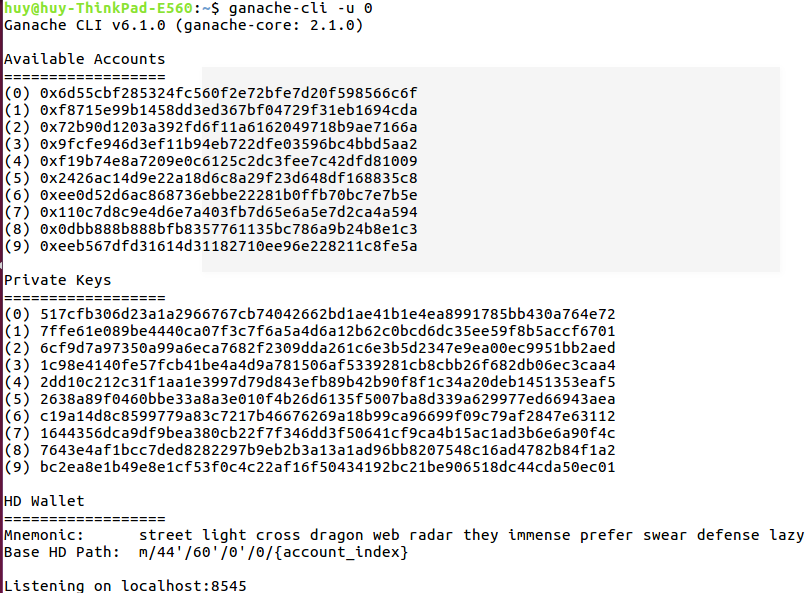 huy@huy-ThinkPad-E560:~$ ganache-cli -u 0
Ganache CLI v6.1.0 (ganache-core: 2.1.0)
Available Accounts
==================
(0) 0x6d55cbf285324fc560f2e72bfe7d20f598566c6f
(1) 0xf8715e99b1458dd3ed367bf04729f31eb1694cda
(2) 0x72b90d1203a392fd6f11a6162049718b9ae7166a
(3) 0x9fcfe946d3ef11b94eb722dfe03596bc4bbd5aa2
(4) 0xf19b74e8a7209e0c6125c2dc3fee7c42dfd81009
(5) 0x2426ac14d9e22a18d6c8a29f23d648df168835c8
(6) 0xee0d52d6ac868736ebbe22281b0ffb70bc7e7b5e
(7) 0x110c7d8c9e4d6e7a403fb7d65e6a5e7d2ca4a594
(8) 0x0dbb888b888bfb8357761135bc786a9b24b8e1c3
(9) 0xeeb567dfd31614d31182710ee96e228211c8fe5a
Private Keys
==================
(0) 517cfb306d23a1a2966767cb74042662bd1ae41b1e4ea8991785bb430a764e72
(1) 7ffe61e089be4440ca07f3c7f6a5a4d6a12b62c0bcd6dc35ee59f8b5accf6701
(2) 6cf9d7a97350a99a6eca7682f2309dda261c6e3b5d2347e9ea00ec9951bb2aed
(3) 1c98e4140fe57fcb41be4a4d9a781506af5339281cb8cbb26f682db06ec3caa4
(4) 2dd10c212c31f1aa1e3997d79d843efb89b42b90f8f1c34a20deb1451353eaf5
(5) 2638a89f0460bbe33a8a3e010f4b26d6135f5007ba8d339a629977ed66943aea
(6) c19a14d8c8599779a83c7217b46676269a18b99ca96699f09c79af2847e63112
(7) 1644356dca9df9bea380cb22f7f346dd3f50641cf9ca4b15ac1ad3b6e6a90f4c
(8) 7643e4af1bcc7ded8282297b9eb2b3a13a1ad96bb8207548c16ad4782b84f1a2
(9) bc2ea8e1b49e8e1cf53f0c4c22af16f50434192bc21be906518dc44cda50ec01
HD Wallet
==================
Mnemonic:      street light cross dragon web radar they immense prefer swear defense lazy
Base HD Path:  m/44'/60'/0'/0/{account_index}
Listening on localhost:8545